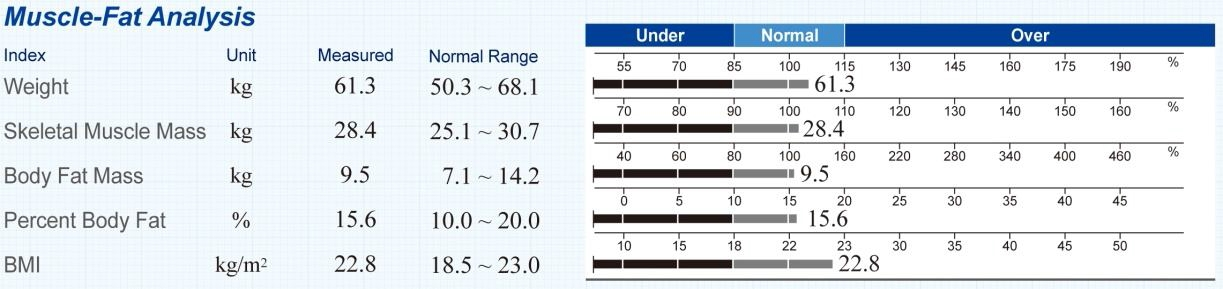 Muscle-Fat Analysis
Under Normal Over
Index Unit Measured Normal Range
55 70 85 100 115 130 145 160 175 190 %
Weight kg 61.3 50.3 ~ 68.1 61.3
70 80 90 100 110 120 130 140 150 160 %
Skeletal Muscle Mass kg 28.4 25.1 ~ 30.7 28.4
40 60 80 100 160 220 280 340 400 460 %
Body Fat Mass kg 9.5 7.1 ~ 14.2 9.5
0 5 10 15 20 25 30 35 40 45
Percent Body Fat % 15.6 10.0 ~ 20.0 15.6
10 15 18 22 23 30 35 40 45 50
BMI kg/m² 22.8 18.5 ~ 23.0 22.8